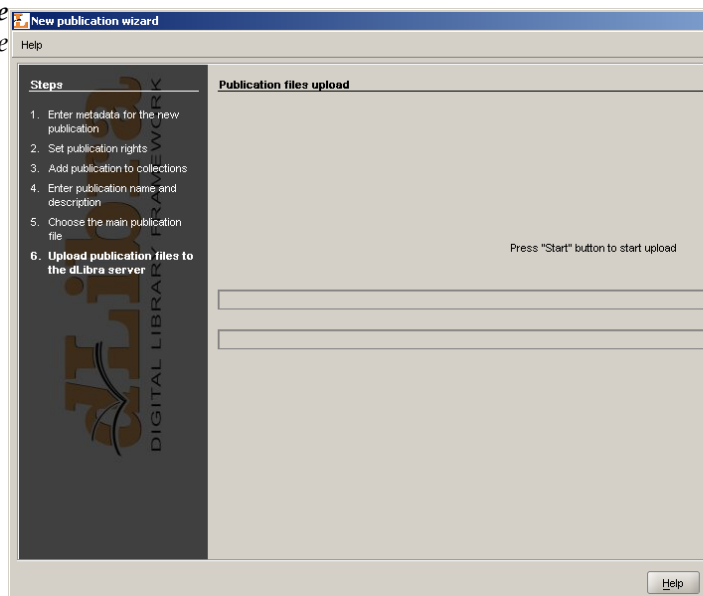 e
New publication wizard
e
Help
Steps
1. Enter metadata for the new
publication
2. Set publication rights
3. Add publication to collections
4. Enter publication name and
description
5. Choose the main publication
file
6. Upload publication files to
the dLibra server
dLibra
DIGITAL LIBRARY FRAMEWORK
Publication files upload
Press "Start" button to start upload
Help